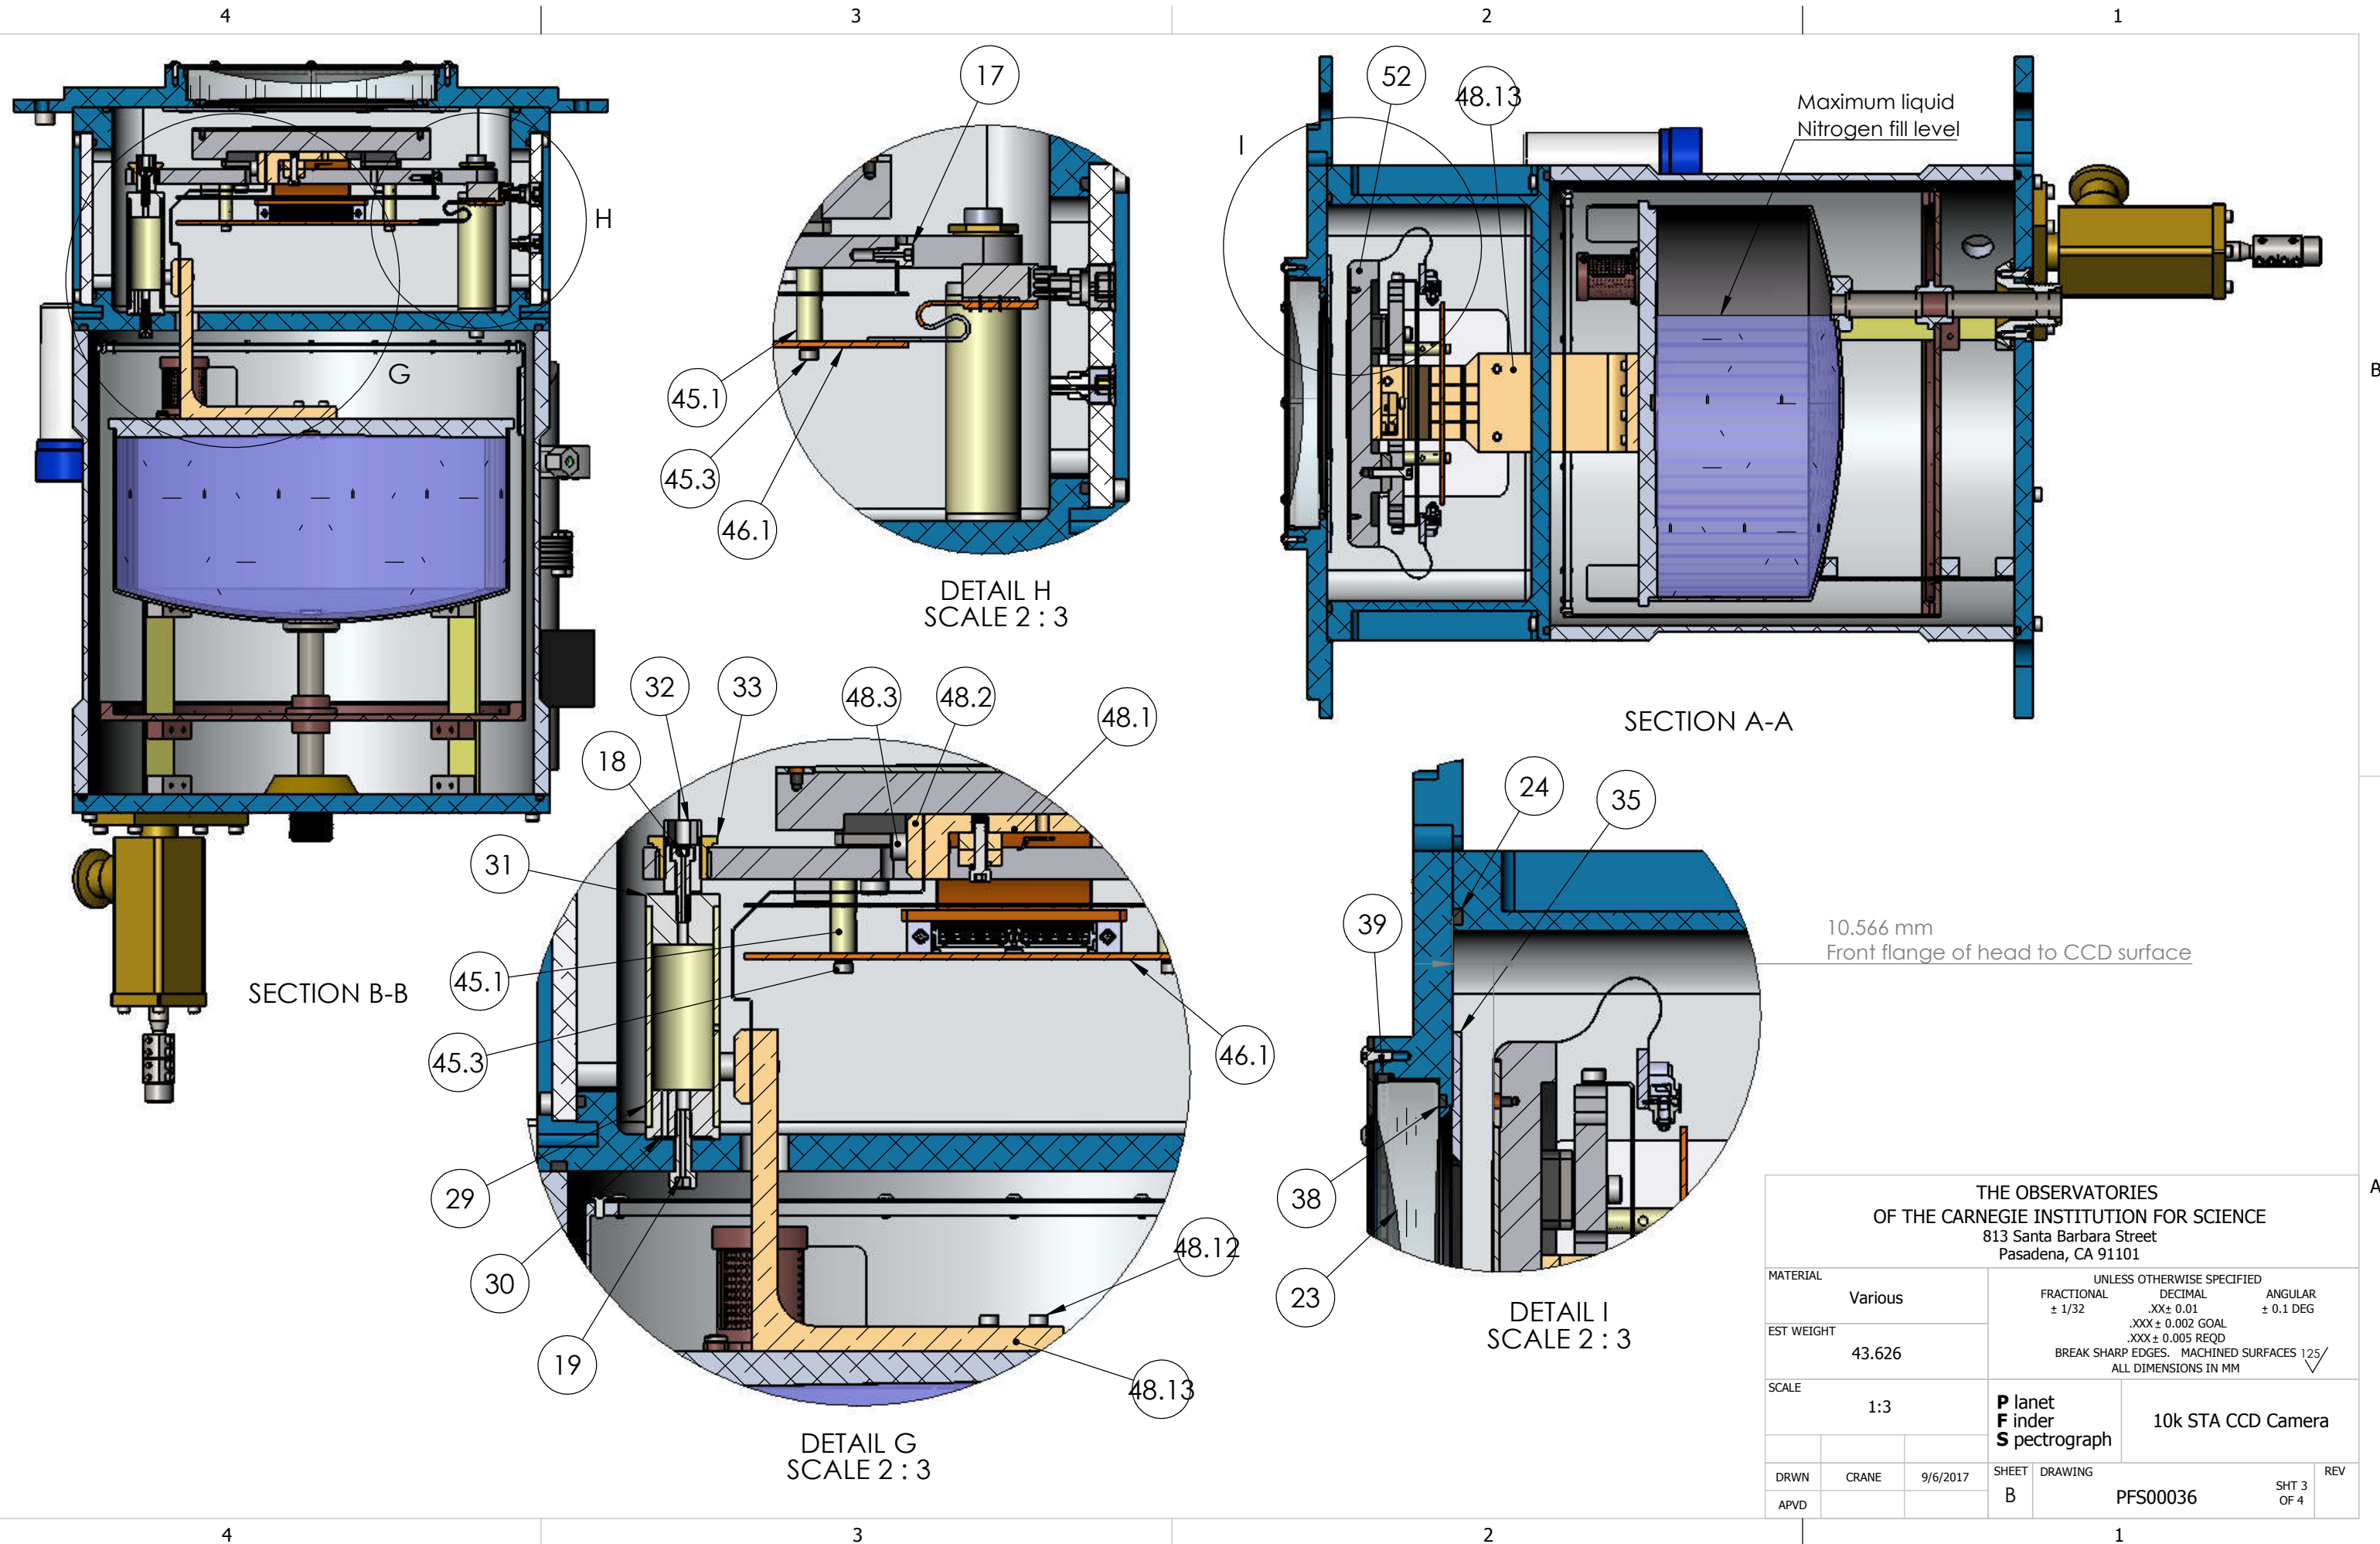 4 3 2 1
17
52
48.13
Maximum liquid
Nitrogen fill level
I
H
G
B
45.1
45.3
46.1
DETAIL H
SCALE 2 : 3
SECTION A-A
32
33
48.3
48.2
48.1
18
31
24
35
39
10.566 mm
Front flange of head to CCD surface
45.1
SECTION B-B
45.3
46.1
29
38
30
48.12
23
19
48.13
DETAIL I
SCALE 2 : 3
DETAIL G
SCALE 2 : 3
A
THE OBSERVATORIES
OF THE CARNEGIE INSTITUTION FOR SCIENCE
813 Santa Barbara Street
Pasadena, CA 91101
MATERIAL
Various
UNLESS OTHERWISE SPECIFIED
FRACTIONAL DECIMAL ANGULAR
± 1/32 .XX± 0.01 ± 0.1 DEG
.XXX± 0.002 GOAL
.XXX± 0.005 REQD
BREAK SHARP EDGES. MACHINED SURFACES 125/
ALL DIMENSIONS IN MM
EST WEIGHT
43.626
SCALE
1:3
P lanet
F inder
S pectrograph
10k STA CCD Camera
DRWN CRANE 9/6/2017
APVD
SHEET
B
DRAWING
PFS00036
SHT 3
OF 4
REV
4 3 2 1